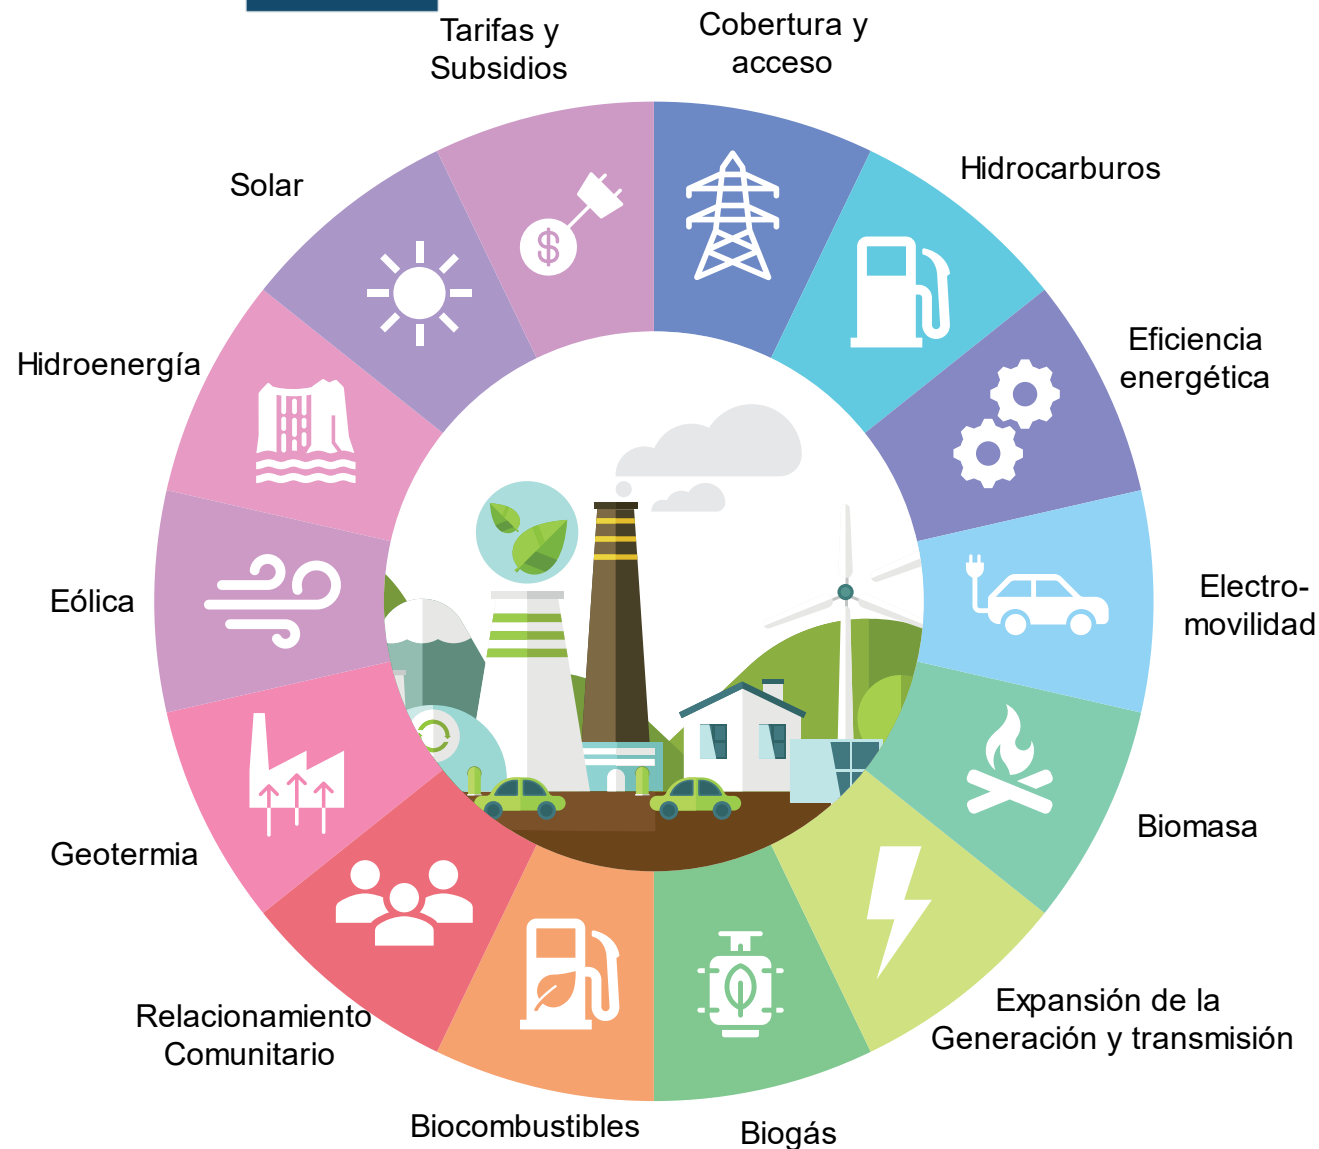 Tarifas y
Subsidios
Cobertura y
acceso
Hidrocarburos
Eficiencia
energética
Electro-
movilidad
Biomasa
Expansión de la
Generación y transmisión
Biogás
Biocombustibles
Relacionamiento
Comunitario
Geotermia
Eólica
Hidroenergía
Solar
$